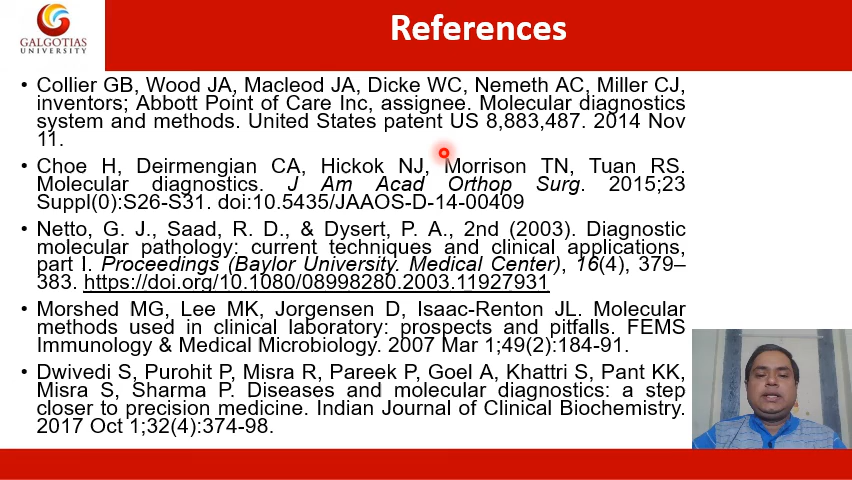 GALGOTIAS
UNIVERSITY
References
• Collier GB, Wood JA, Macleod JA, Dicke WC, Nemeth AC, Miller CJ,
inventors; Abbott Point of Care Inc, assignee. Molecular diagnostics
system and methods. United States patent US 8,883,487. 2014 Nov
11.
• Choe H, Deirmengian CA, Hickok NJ, Morrison TN, Tuan RS.
Molecular diagnostics. J Am Acad Orthop Surg. 2015;23
Suppl(0):S26-S31. doi:10.5435/JAAOS-D-14-00409
• Netto, G. J., Saad, R. D., & Dysert, P. A., 2nd (2003). Diagnostic
molecular pathology: current techniques and clinical applications,
part I. Proceedings (Baylor University. Medical Center), 16(4), 379–
383. https://doi.org/10.1080/08998280.2003.11927931
• Morshed MG, Lee MK, Jorgensen D, Isaac-Renton JL. Molecular
methods used in clinical laboratory: prospects and pitfalls. FEMS
Immunology & Medical Microbiology. 2007 Mar 1;49(2):184-91.
• Dwivedi S, Purohit P, Misra R, Pareek P, Goel A, Khattri S, Pant KK,
Misra S, Sharma P. Diseases and molecular diagnostics: a step
closer to precision medicine. Indian Journal of Clinical Biochemistry.
2017 Oct 1;32(4):374-98.